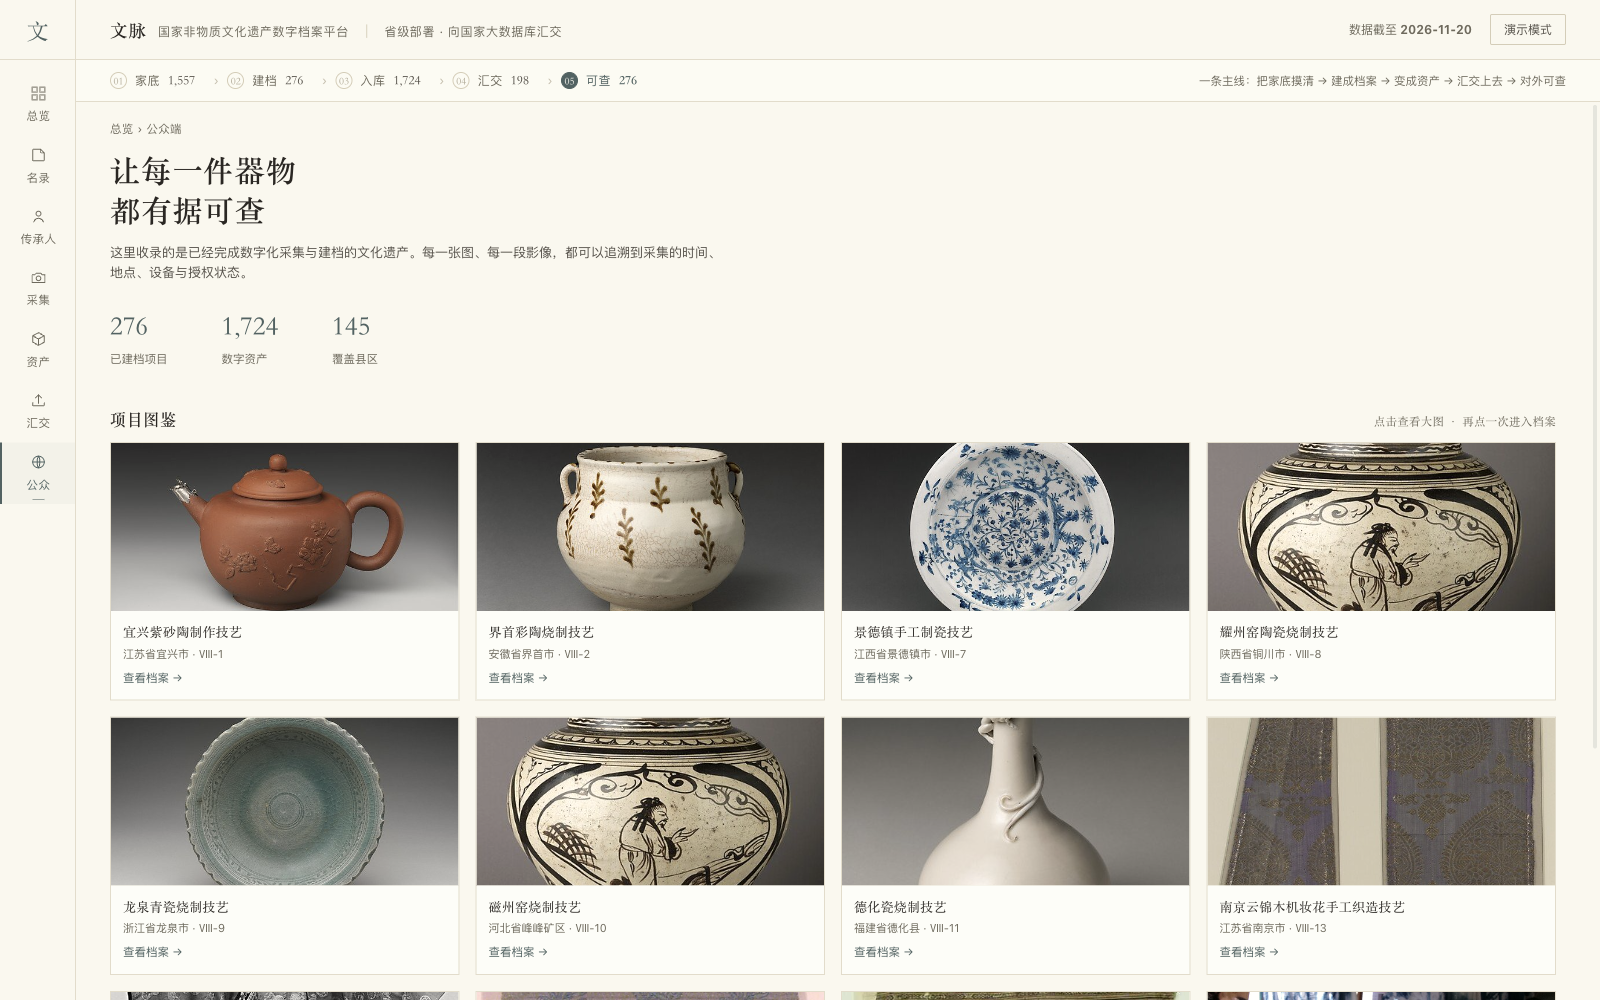 文
文脉 国家非物质文化遗产数字档案平台 | 省级部署 · 向国家大数据库汇交
数据截至 2026-11-20 演示模式
01 家底 1,557 › 02 建档 276 › 03 入库 1,724 › 04 汇交 198 › 05 可查 276
一条主线：把家底摸清 → 建成档案 → 变成资产 → 汇交上去 → 对外可查
总览
名录
传承人
采集
资产
汇交
公众
总览 › 公众端
让每一件器物
都有据可查
这里收录的是已经完成数字化采集与建档的文化遗产。每一张图、每一段影像，都可以追溯到采集的时间、
地点、设备与授权状态。
276 1,724 145
已建档项目 数字资产 覆盖县区
项目图鉴
点击查看大图 · 再点一次进入档案
宜兴紫砂陶制作技艺
江苏省宜兴市 · VIII-1
查看档案 →
界首彩陶烧制技艺
安徽省界首市 · VIII-2
查看档案 →
景德镇手工制瓷技艺
江西省景德镇市 · VIII-7
查看档案 →
耀州窑陶瓷烧制技艺
陕西省铜川市 · VIII-8
查看档案 →
龙泉青瓷烧制技艺
浙江省龙泉市 · VIII-9
查看档案 →
磁州窑烧制技艺
河北省峰峰矿区 · VIII-10
查看档案 →
德化瓷烧制技艺
福建省德化县 · VIII-11
查看档案 →
南京云锦木机妆花手工织造技艺
江苏省南京市 · VIII-13
查看档案 →